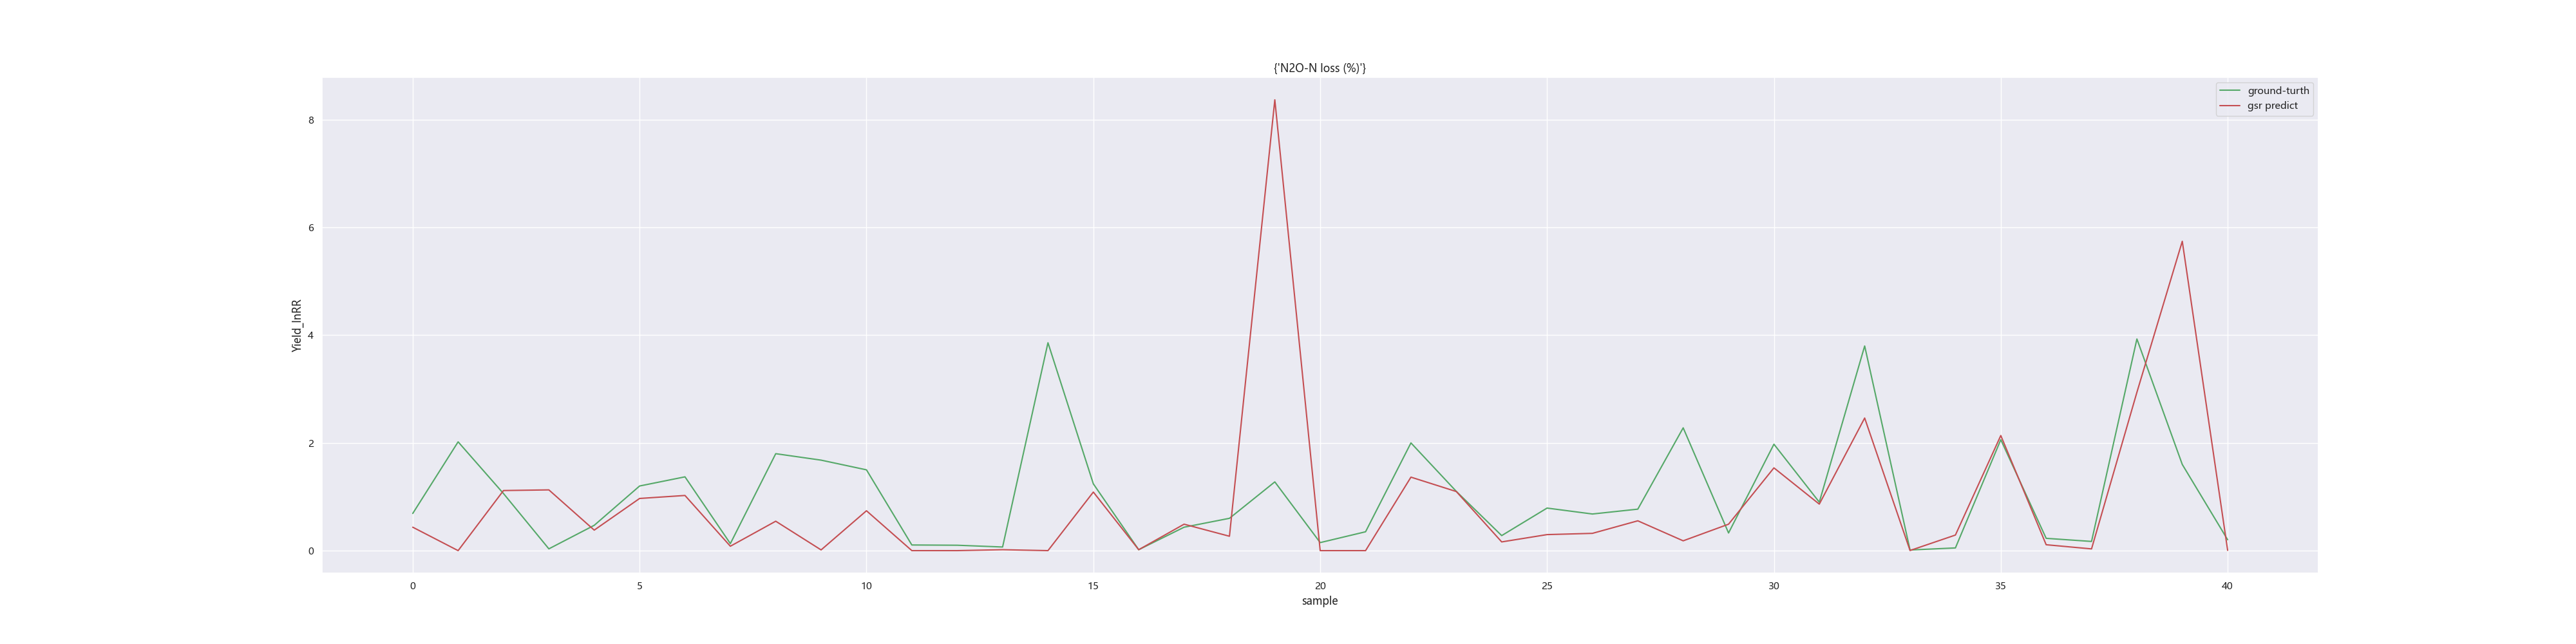 {'N2O-N loss (%)'}
ground-turth
gsr predict
Yield_lnRR
8
6
4
2
0
0 5 10 15 20 25 30 35 40
sample